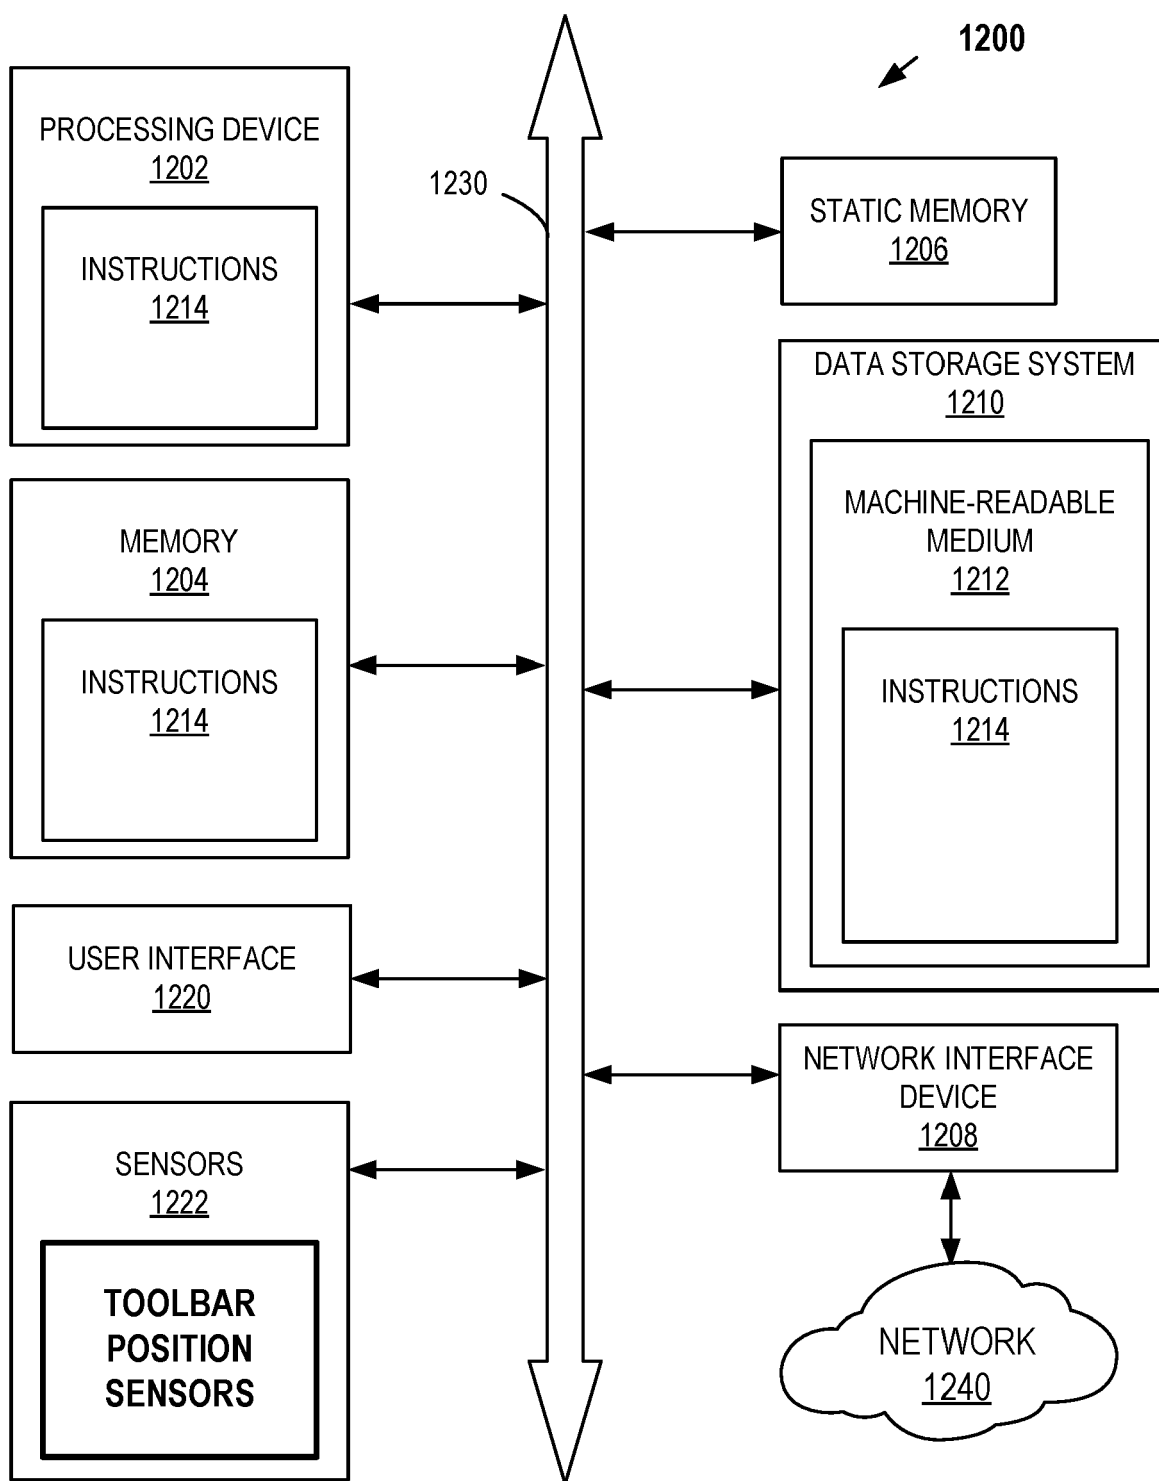 1200
PROCESSING DEVICE
1202
INSTRUCTIONS
1214
1230
STATIC MEMORY
1206
DATA STORAGE SYSTEM
1210
MACHINE-READABLE
MEDIUM
1212
INSTRUCTIONS
1214
MEMORY
1204
INSTRUCTIONS
1214
USER INTERFACE
1220
NETWORK INTERFACE
DEVICE
1208
SENSORS
1222
TOOLBAR
POSITION
SENSORS
NETWORK
1240